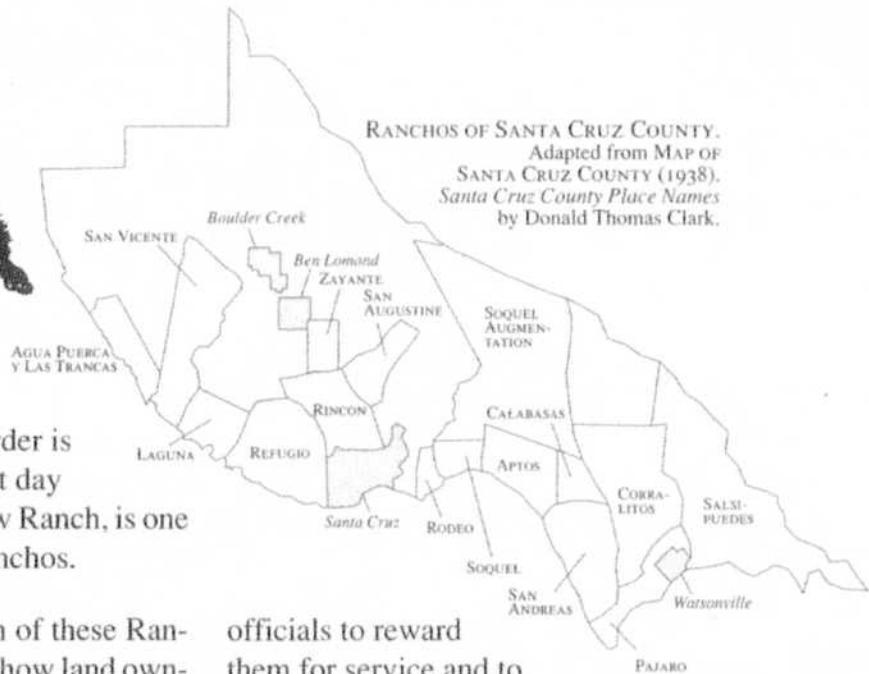 RANCHOS OF SANTA CRUZ COUNTY.
Adapted from MAP OF
SANTA CRUZ COUNTY (1938).
Santa Cruz County Place Names
by Donald Thomas Clark.
Boulder Creek
SAN VICENTE
Ben Lomond
ZAYANTE
SAN
AUGUSTINE
SOQUEL
AUGMEN-
TATION
AGUA PUERCA
Y LAS TRANCAS
RINCON
CALABASAS
LAGUNA
REFUGIO
APTOS
CORRA-
LITOS
SALSI-
PUEDES
Santa Cruz
RODEO
SOQUEL
SAN
ANDREAS
Watsonville
PAJARO
rder is
t day
w Ranch, is one
nchos.
n of these Ran-
how land own-
officials to reward
them for service and to